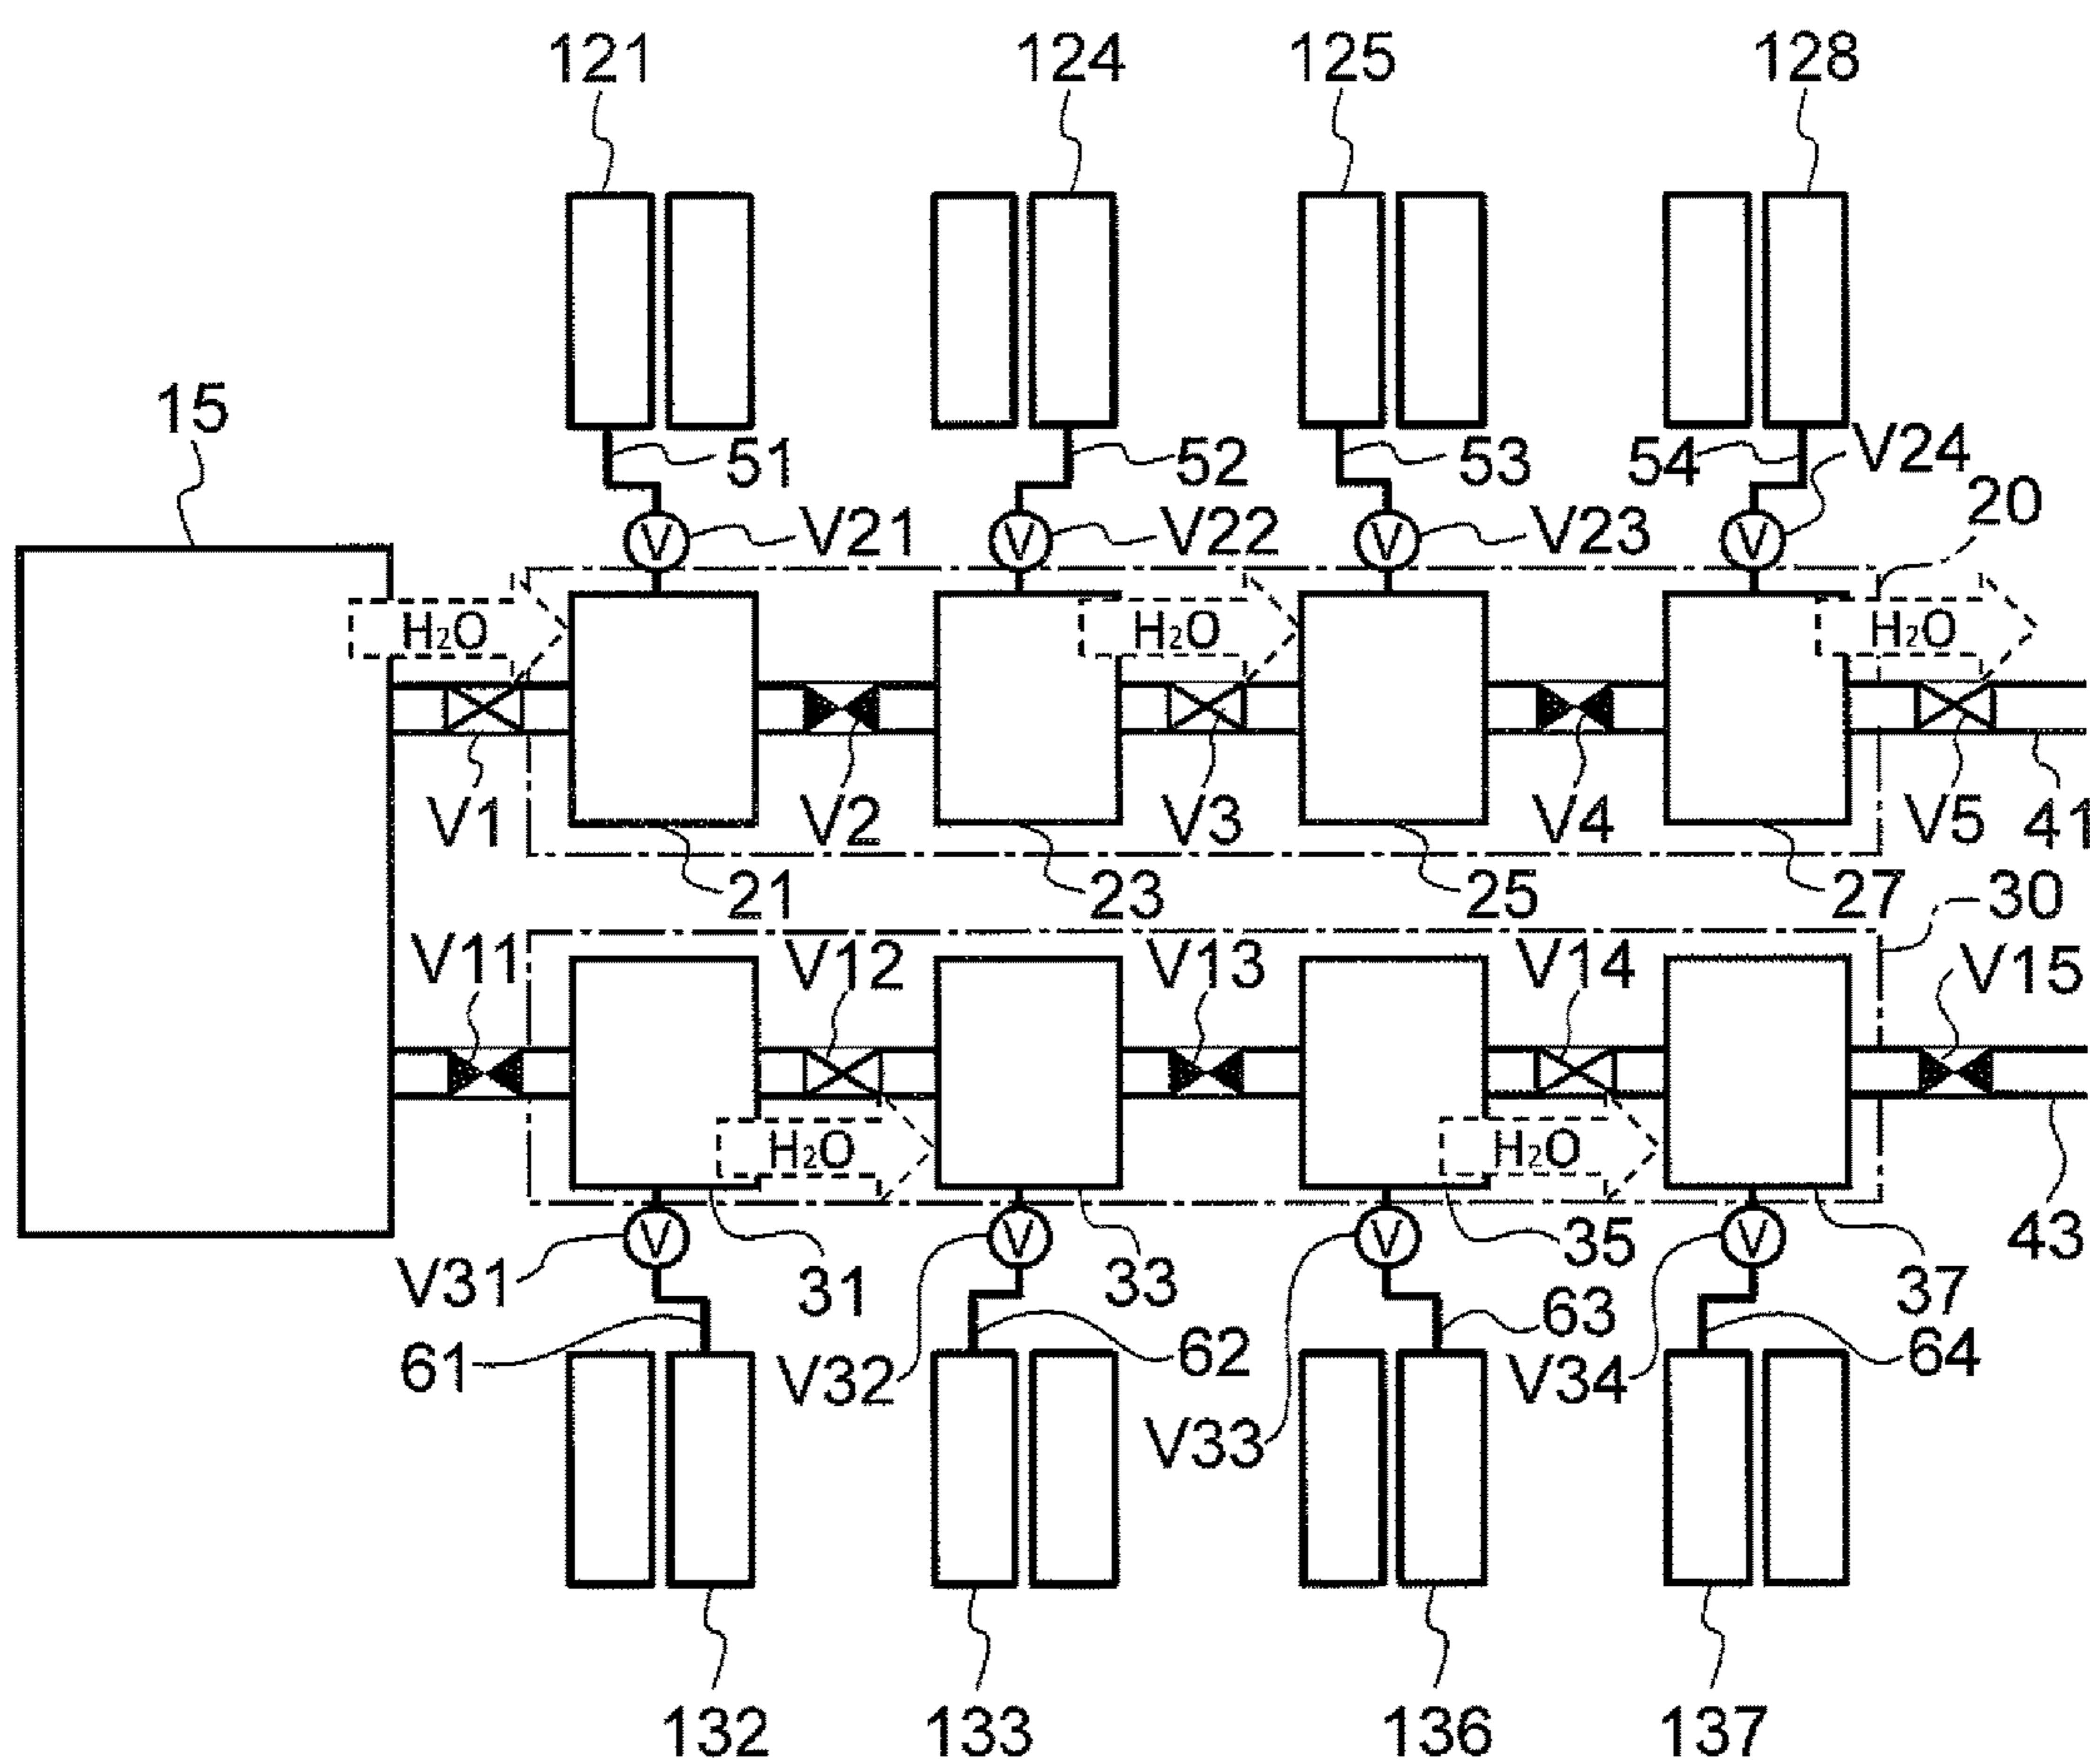 121 124 125 128
15
51 52 53 54 V24
V V21 V V22 V V23 V 20
H₂O H₂O H₂O
V1 V2 V3 V4 V5 41
21 23 25 27 30
V11 V12 V13 V14 V15
H₂O H₂O
V31 V 31 V 33 V 35 V 37 43
61 V32 62 63 V34 64
V33
132 133 136 137